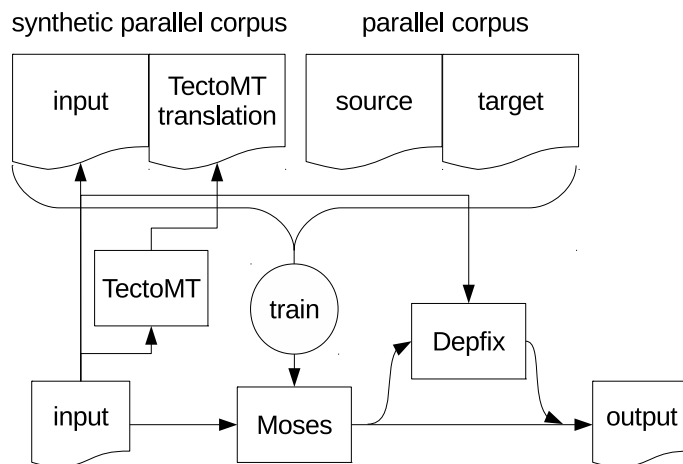 synthetic parallel corpus
parallel corpus
input
TectoMT
translation
source
target
TectoMT
train
Depfix
input
Moses
output